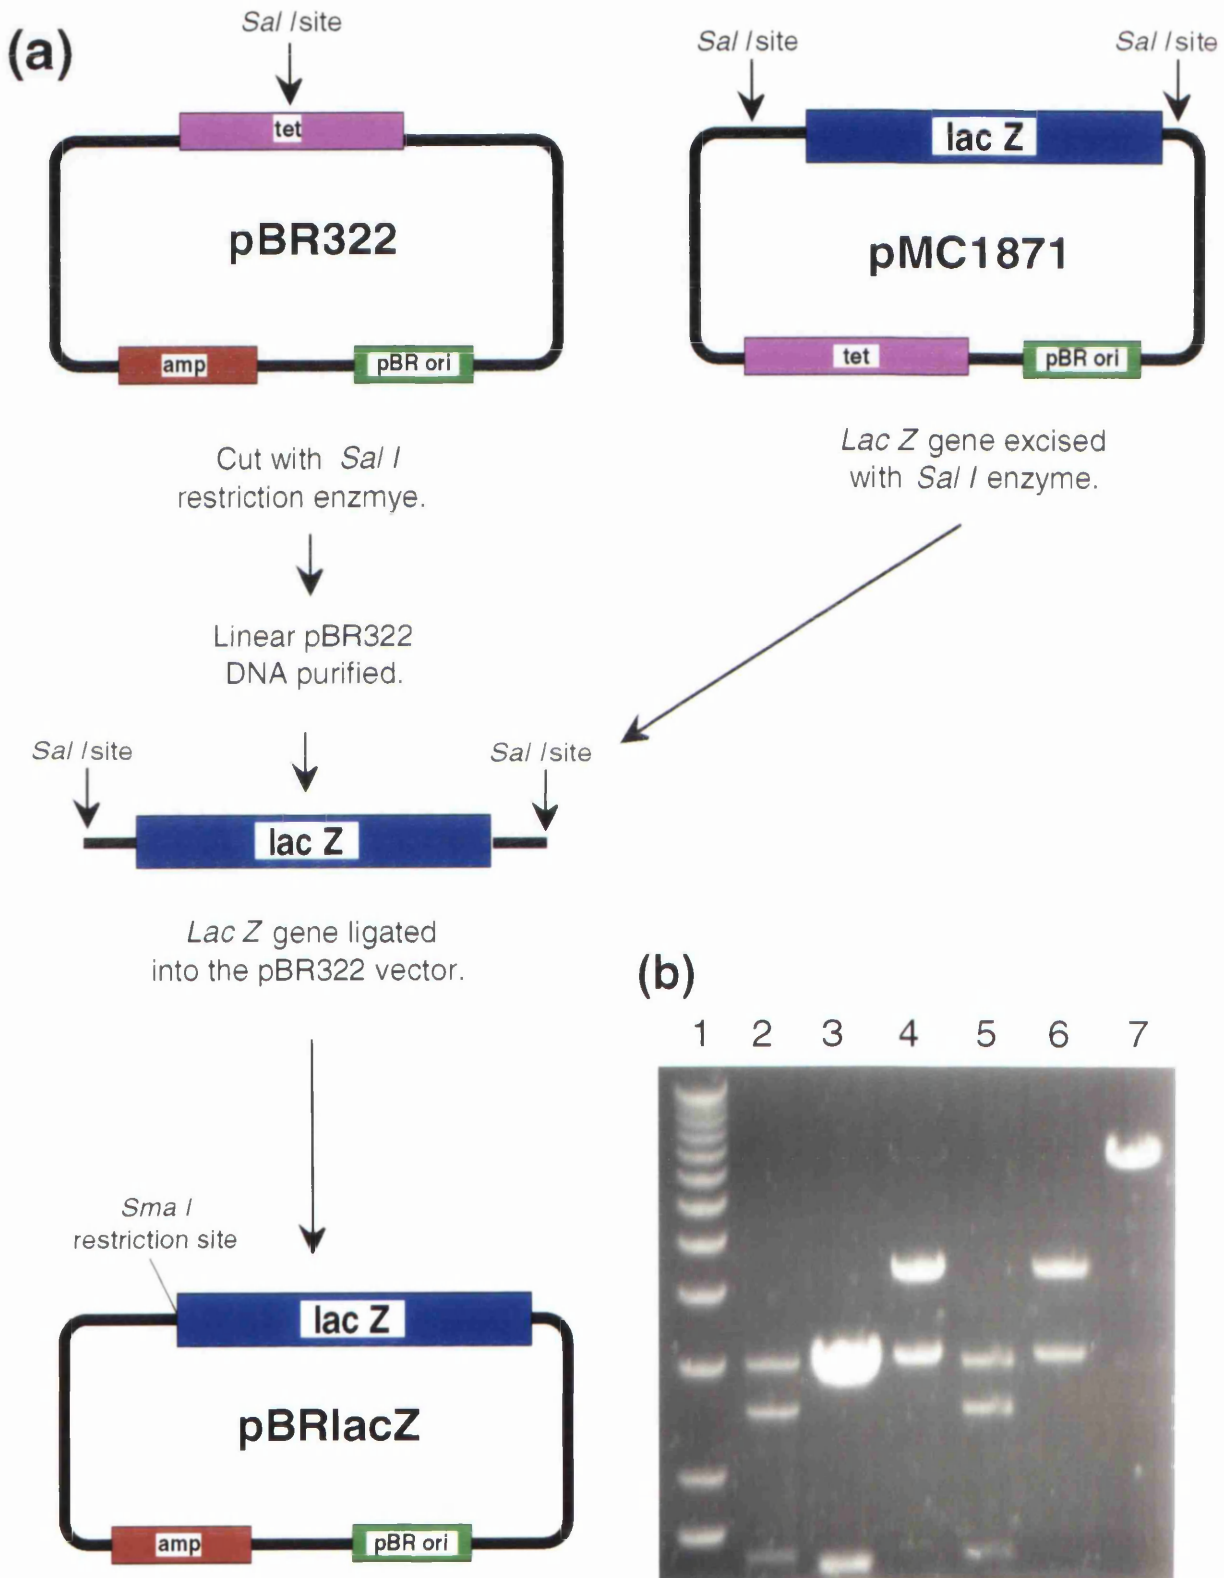 (a)
Sal I site
tet
pBR322
amp
pBR ori
Sal I site
Sal I site
lac Z
pMC1871
tet
pBR ori
Cut with Sal I
restriction enzmye.
Lac Z gene excised
with Sal I enzyme.
Linear pBR322
DNA purified.
Sal I site
Sal I site
lac Z
Lac Z gene ligated
into the pBR322 vector.
Sma I
restriction site
lac Z
pBRlacZ
amp
pBR ori
(b)
1 2 3 4 5 6 7